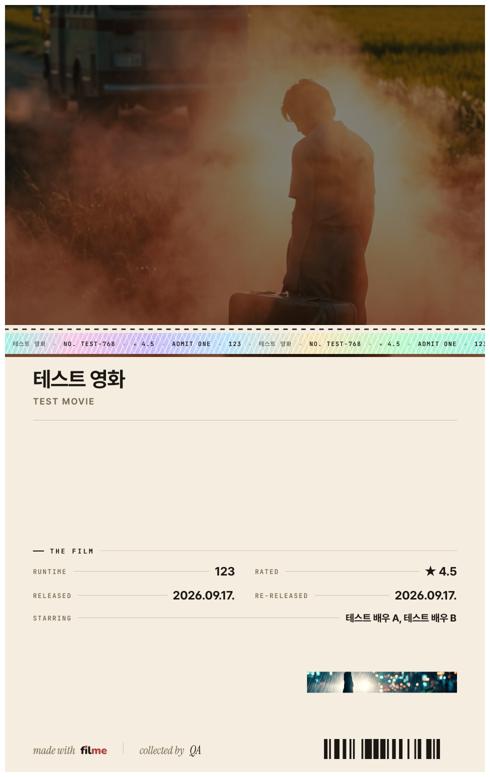 테스트 영화 NO. TEST-768 ★ 4.5 ADMIT ONE 123 테스트 영화 NO. TEST-768 ★ 4.5 ADMIT ONE
테스트 영화
TEST MOVIE
THE FILM
RUNTIME 123 RATED ★ 4.5
RELEASED 2026.09.17. RE-RELEASED 2026.09.17.
STARRING 테스트 배우 A, 테스트 배우 B
made with filme collected by QA